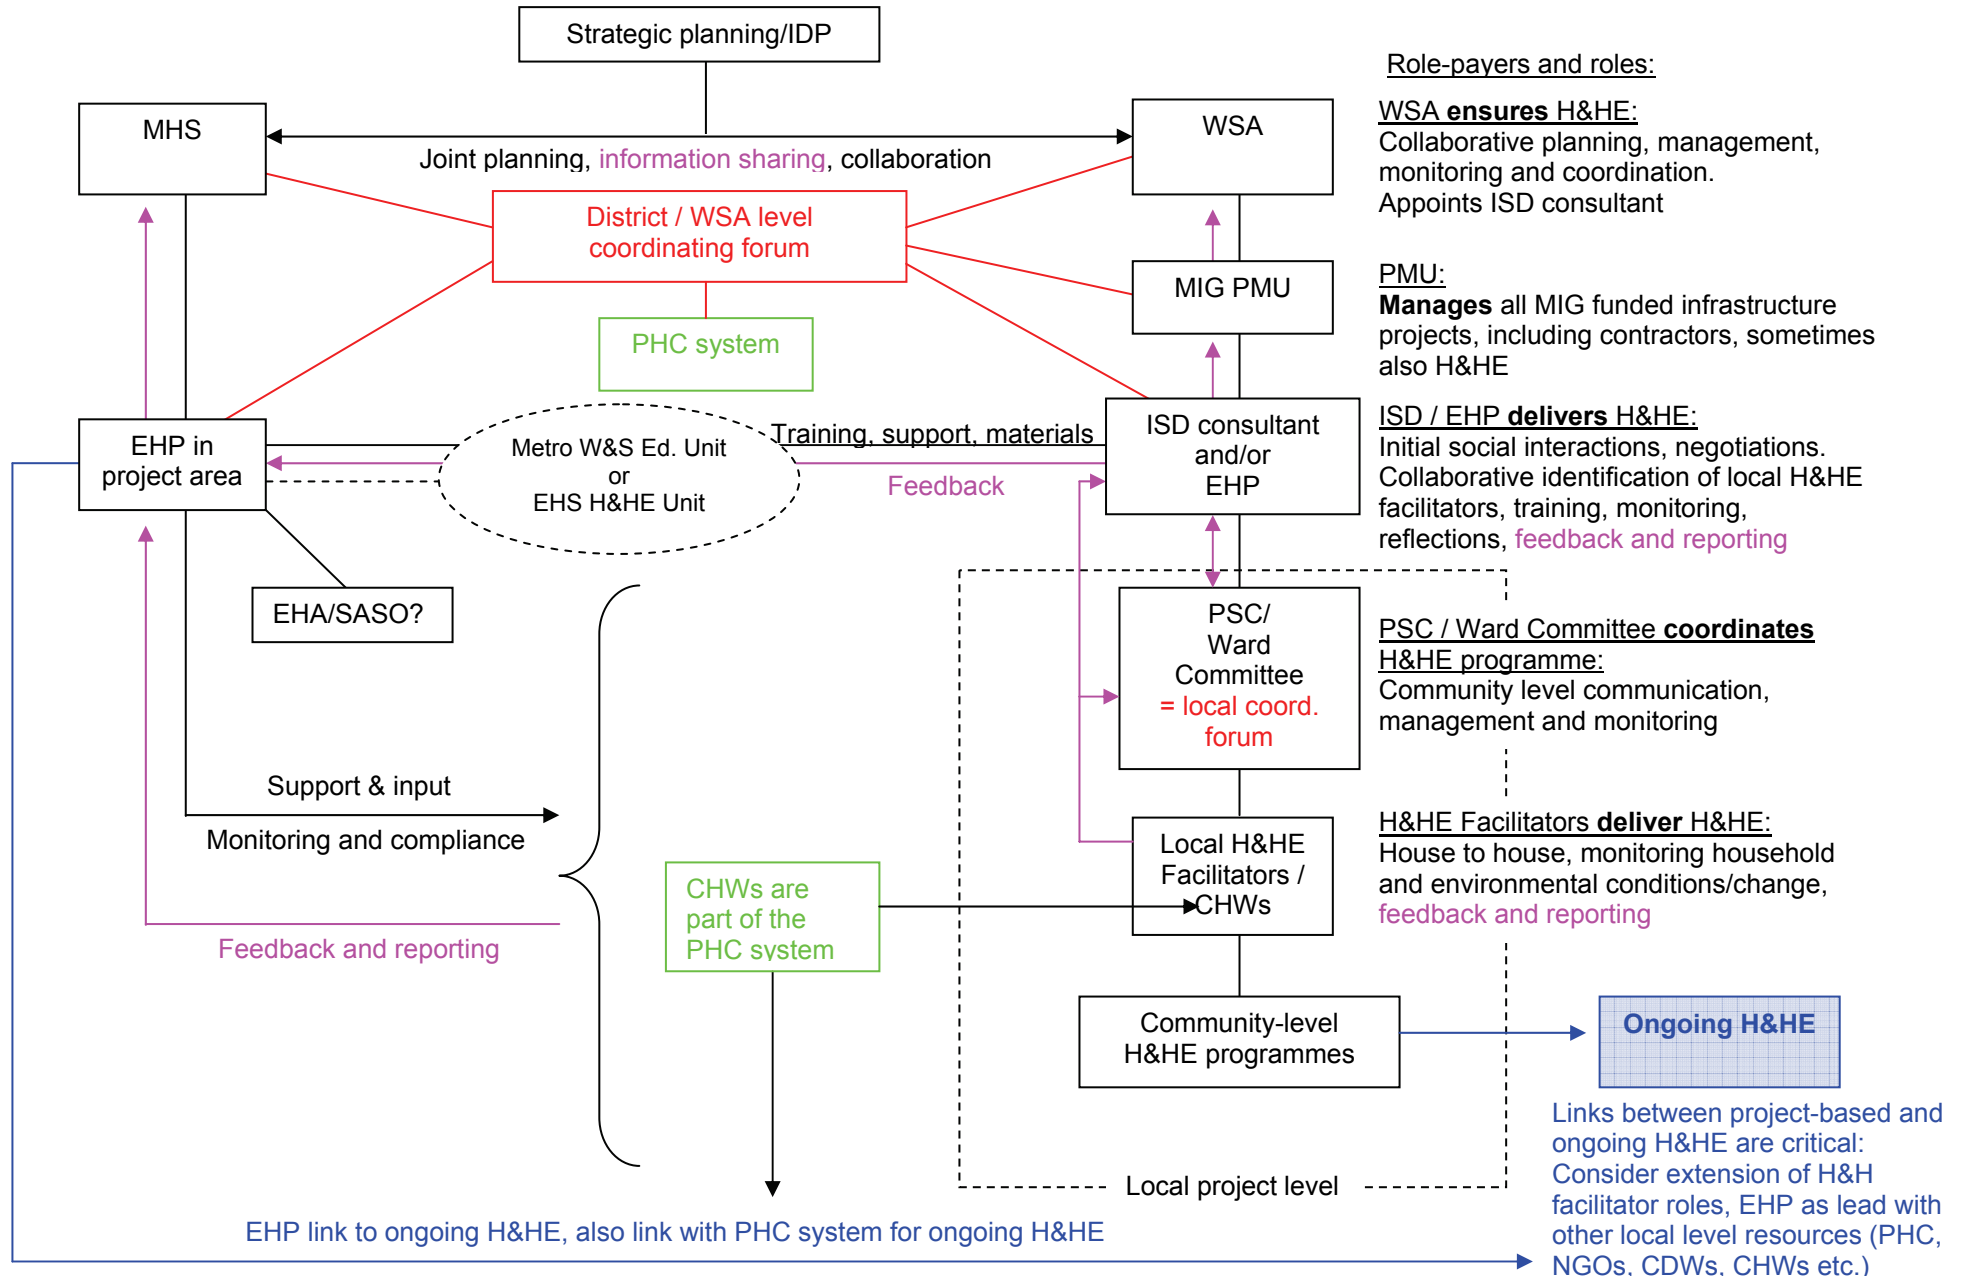 Strategic planning/IDP
MHS
WSA
Joint planning, information sharing, collaboration
District / WSA level
coordinating forum
MIG PMU
PHC system
EHP in
project area
Metro W&S Ed. Unit
or
EHS H&HE Unit
Training, support, materials
Feedback
ISD consultant
and/or
EHP
EHA/SASO?
PSC/
Ward
Committee
= local coord.
forum
Support & input
Monitoring and compliance
Feedback and reporting
CHWs are
part of the
PHC system
Local H&HE
Facilitators /
CHWs
Community-level
H&HE programmes
Local project level
EHP link to ongoing H&HE, also link with PHC system for ongoing H&HE
Role-payers and roles:
WSA ensures H&HE:
Collaborative planning, management,
monitoring and coordination.
Appoints ISD consultant
PMU:
Manages all MIG funded infrastructure
projects, including contractors, sometimes
also H&HE
ISD / EHP delivers H&HE:
Initial social interactions, negotiations.
Collaborative identification of local H&HE
facilitators, training, monitoring,
reflections, feedback and reporting
PSC / Ward Committee coordinates
H&HE programme:
Community level communication,
management and monitoring
H&HE Facilitators deliver H&HE:
House to house, monitoring household
and environmental conditions/change,
feedback and reporting
Ongoing H&HE
Links between project-based and
ongoing H&HE are critical:
Consider extension of H&H
facilitator roles, EHP as lead with
other local level resources (PHC,
NGOs, CDWs, CHWs etc.)